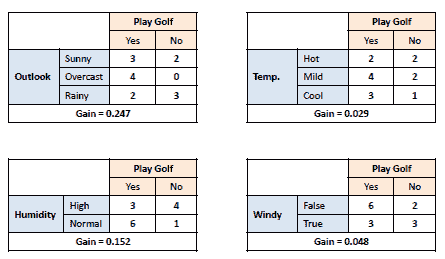 Play Golf
Yes No
Outlook Sunny 3 2
Overcast 4 0
Rainy 2 3
Gain = 0.247
Play Golf
Yes No
Temp. Hot 2 2
Mild 4 2
Cool 3 1
Gain = 0.029
Play Golf
Yes No
Humidity High 3 4
Normal 6 1
Gain = 0.152
Play Golf
Yes No
Windy False 6 2
True 3 3
Gain = 0.048